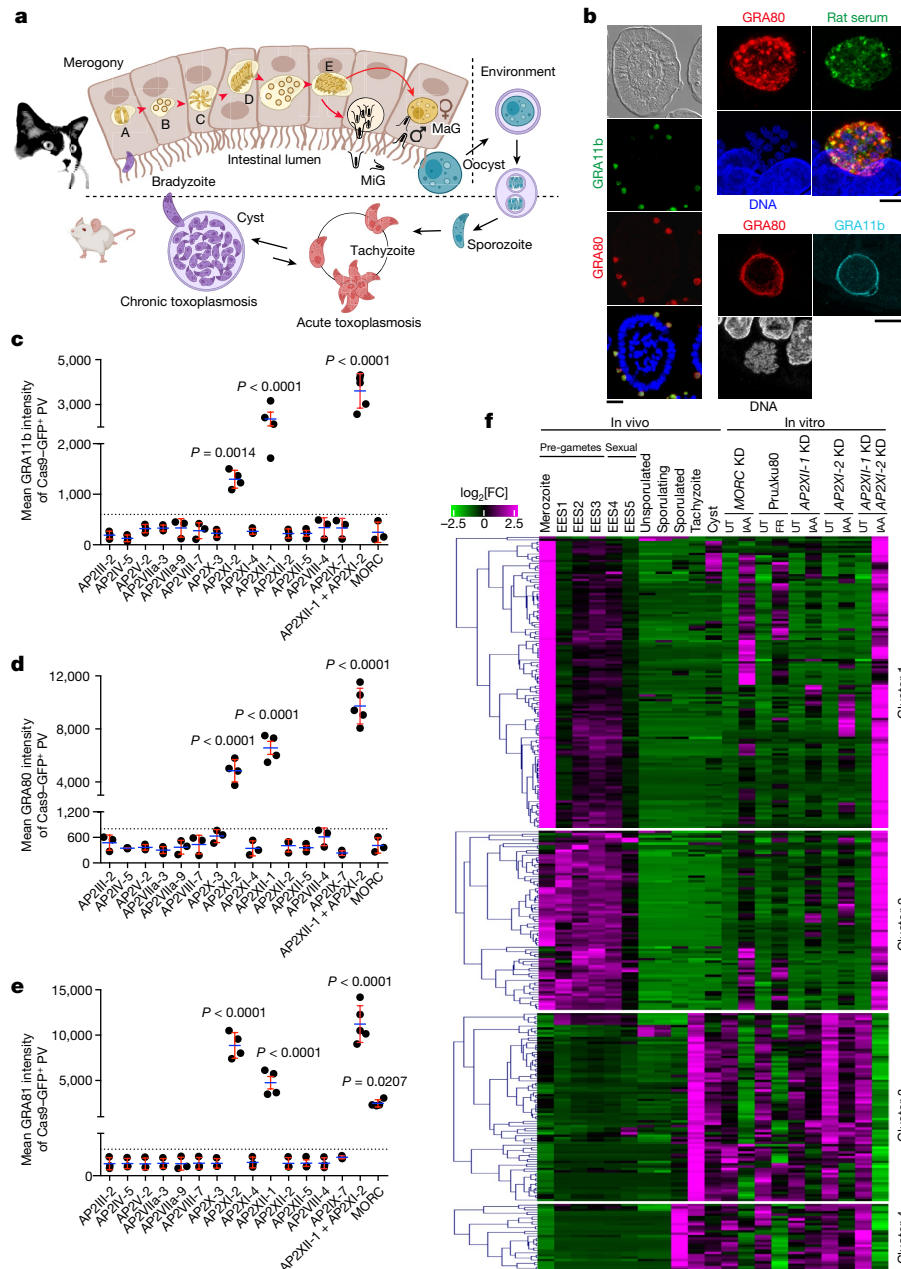 a
Merogony
A
B
C
D
E
Environment
MaG
Intestinal lumen
MiG
Oocyst
Bradyzoite
Cyst
Tachyzoite
Sporozoite
Chronic toxoplasmosis
Acute toxoplasmosis
b
GRA80
Rat serum
GRA11b
GRA80
DNA
GRA80
GRA11b
DNA
c
Mean GRA11b intensity
of Cas9–GFP+ PV
5,000
3,000
2,000
1,000
0
P = 0.0014
P < 0.0001
P < 0.0001
AP2III-2
AP2IV-5
AP2V-2
AP2VIIa-3
AP2VIIa-9
AP2VIII-7
AP2X-3
AP2XI-2
AP2XI-4
AP2XII-1
AP2XII-2
AP2XII-5
AP2VIII-4
AP2IX-7
AP2XII-1 + AP2XI-2
MORC
d
Mean GRA80 intensity
of Cas9–GFP+ PV
12,000
8,000
4,000
1,200
600
0
P < 0.0001
P < 0.0001
P < 0.0001
AP2III-2
AP2IV-5
AP2V-2
AP2VIIa-3
AP2VIIa-9
AP2VIII-7
AP2X-3
AP2XI-2
AP2XI-4
AP2XII-1
AP2XII-2
AP2XII-5
AP2VIII-4
AP2IX-7
AP2XII-1 + AP2XI-2
MORC
e
Mean GRA81 intensity
of Cas9–GFP+ PV
15,000
10,000
5,000
0
P < 0.0001
P < 0.0001
P < 0.0001
P = 0.0207
AP2III-2
AP2IV-5
AP2V-2
AP2VIIa-3
AP2VIIa-9
AP2VIII-7
AP2X-3
AP2XI-2
AP2XI-4
AP2XII-1
AP2XII-2
AP2XII-5
AP2VIII-4
AP2IX-7
AP2XII-1 + AP2XI-2
MORC
f
In vivo
In vitro
Pre-gametes
Sexual
log2[FC]
−2.5
0
2.5
Merozoite
EES1
EES2
EES3
EES4
EES5
Unsporulated
Sporulating
Sporulated
Tachyzoite
Cyst
MORC KD
PruΔku80
AP2XII-1 KD
AP2XI-2 KD
AP2XII-1 KD
AP2XI-2 KD
UT
IAA
UT
FR
UT
IAA
UT
IAA
UT
IAA
Cluster 1